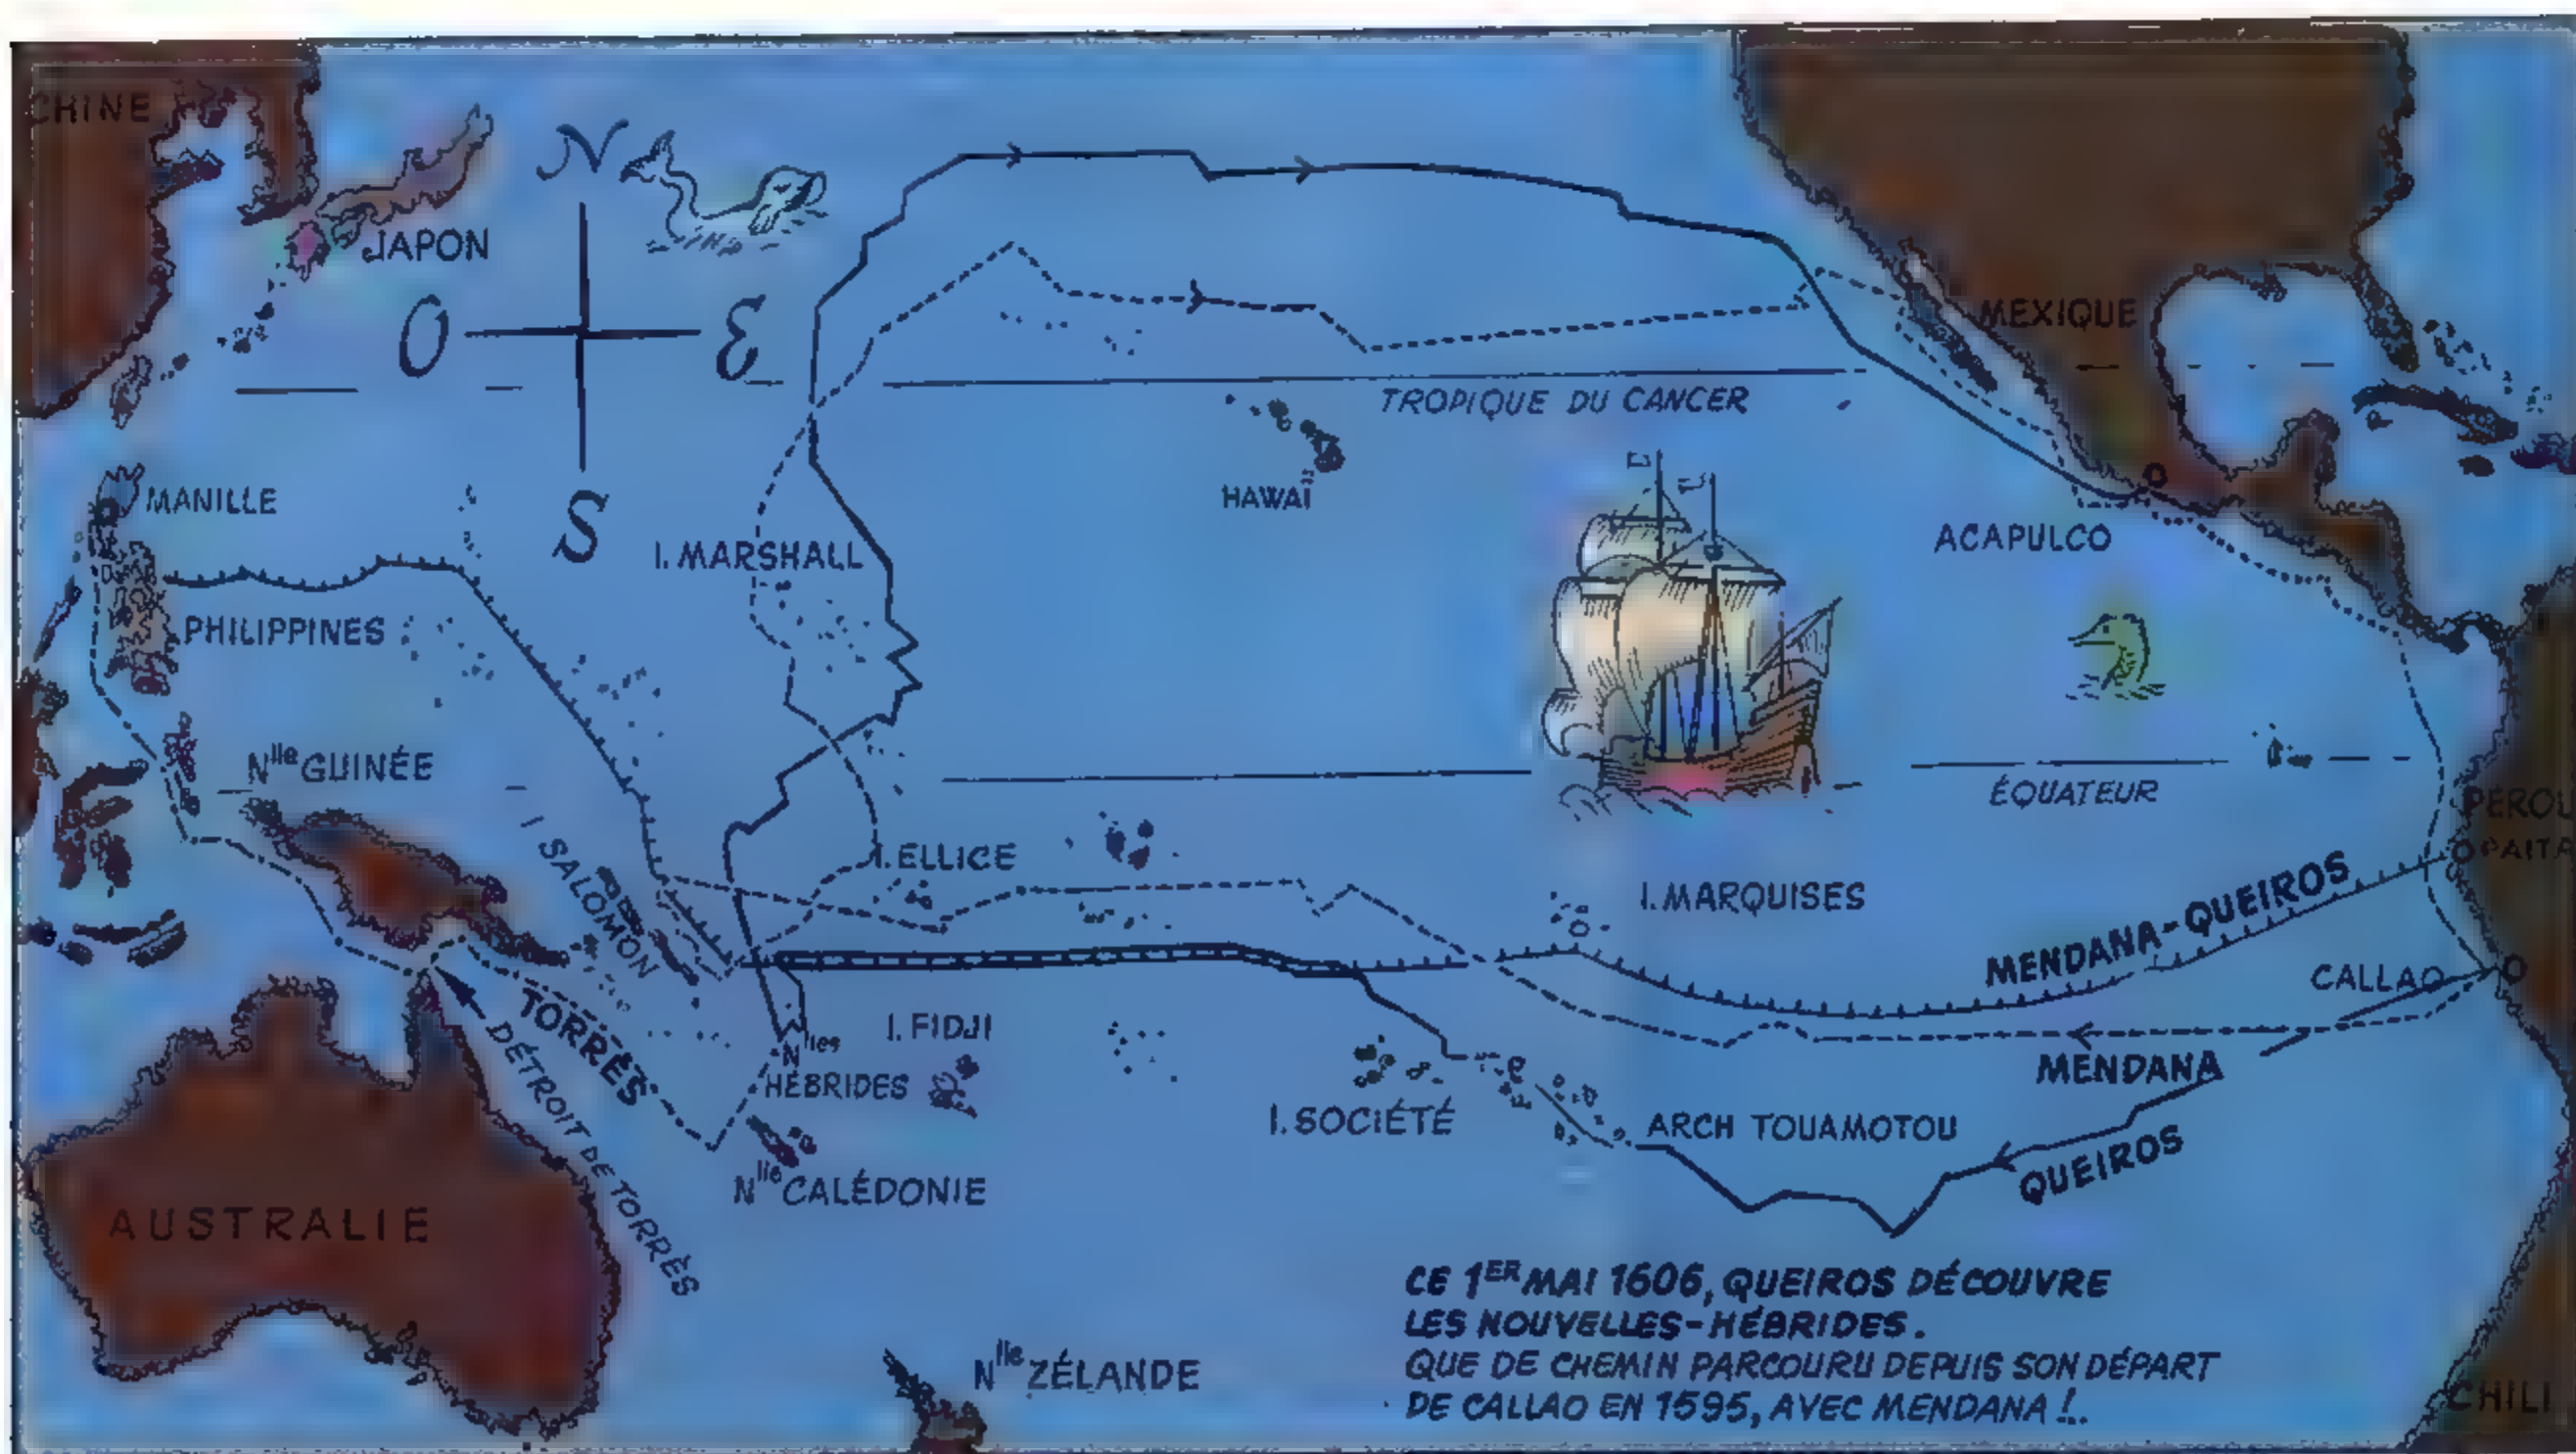 CHINE
N
JAPON
O
E
MEXIQUE
TROPIQUE DU CANCER
HAWAÏ
MANILLE
S
ACAPULCO
I. MARSHALL
PHILIPPINES
Nlle GUINÉE
ÉQUATEUR
PEROU
PAITA
I SALOMON
I. ELLICE
I. MARQUISES
MENDANA-QUEIROS
CALLAO
TORRÈS
DÉTROIT DE TORRÈS
I. FIDJI
Nlles
HÉBRIDES
MENDANA
I. SOCIÉTÉ
ARCH TOUAMOTOU
QUEIROS
Nlle CALÉDONIE
AUSTRALIE
CE 1ER MAI 1606, QUEIROS DÉCOUVRE
LES NOUVELLES-HÉBRIDES.
QUE DE CHEMIN PARCOURU DEPUIS SON DÉPART
DE CALLAO EN 1595, AVEC MENDANA !..
Nlle ZÉLANDE
CHILI